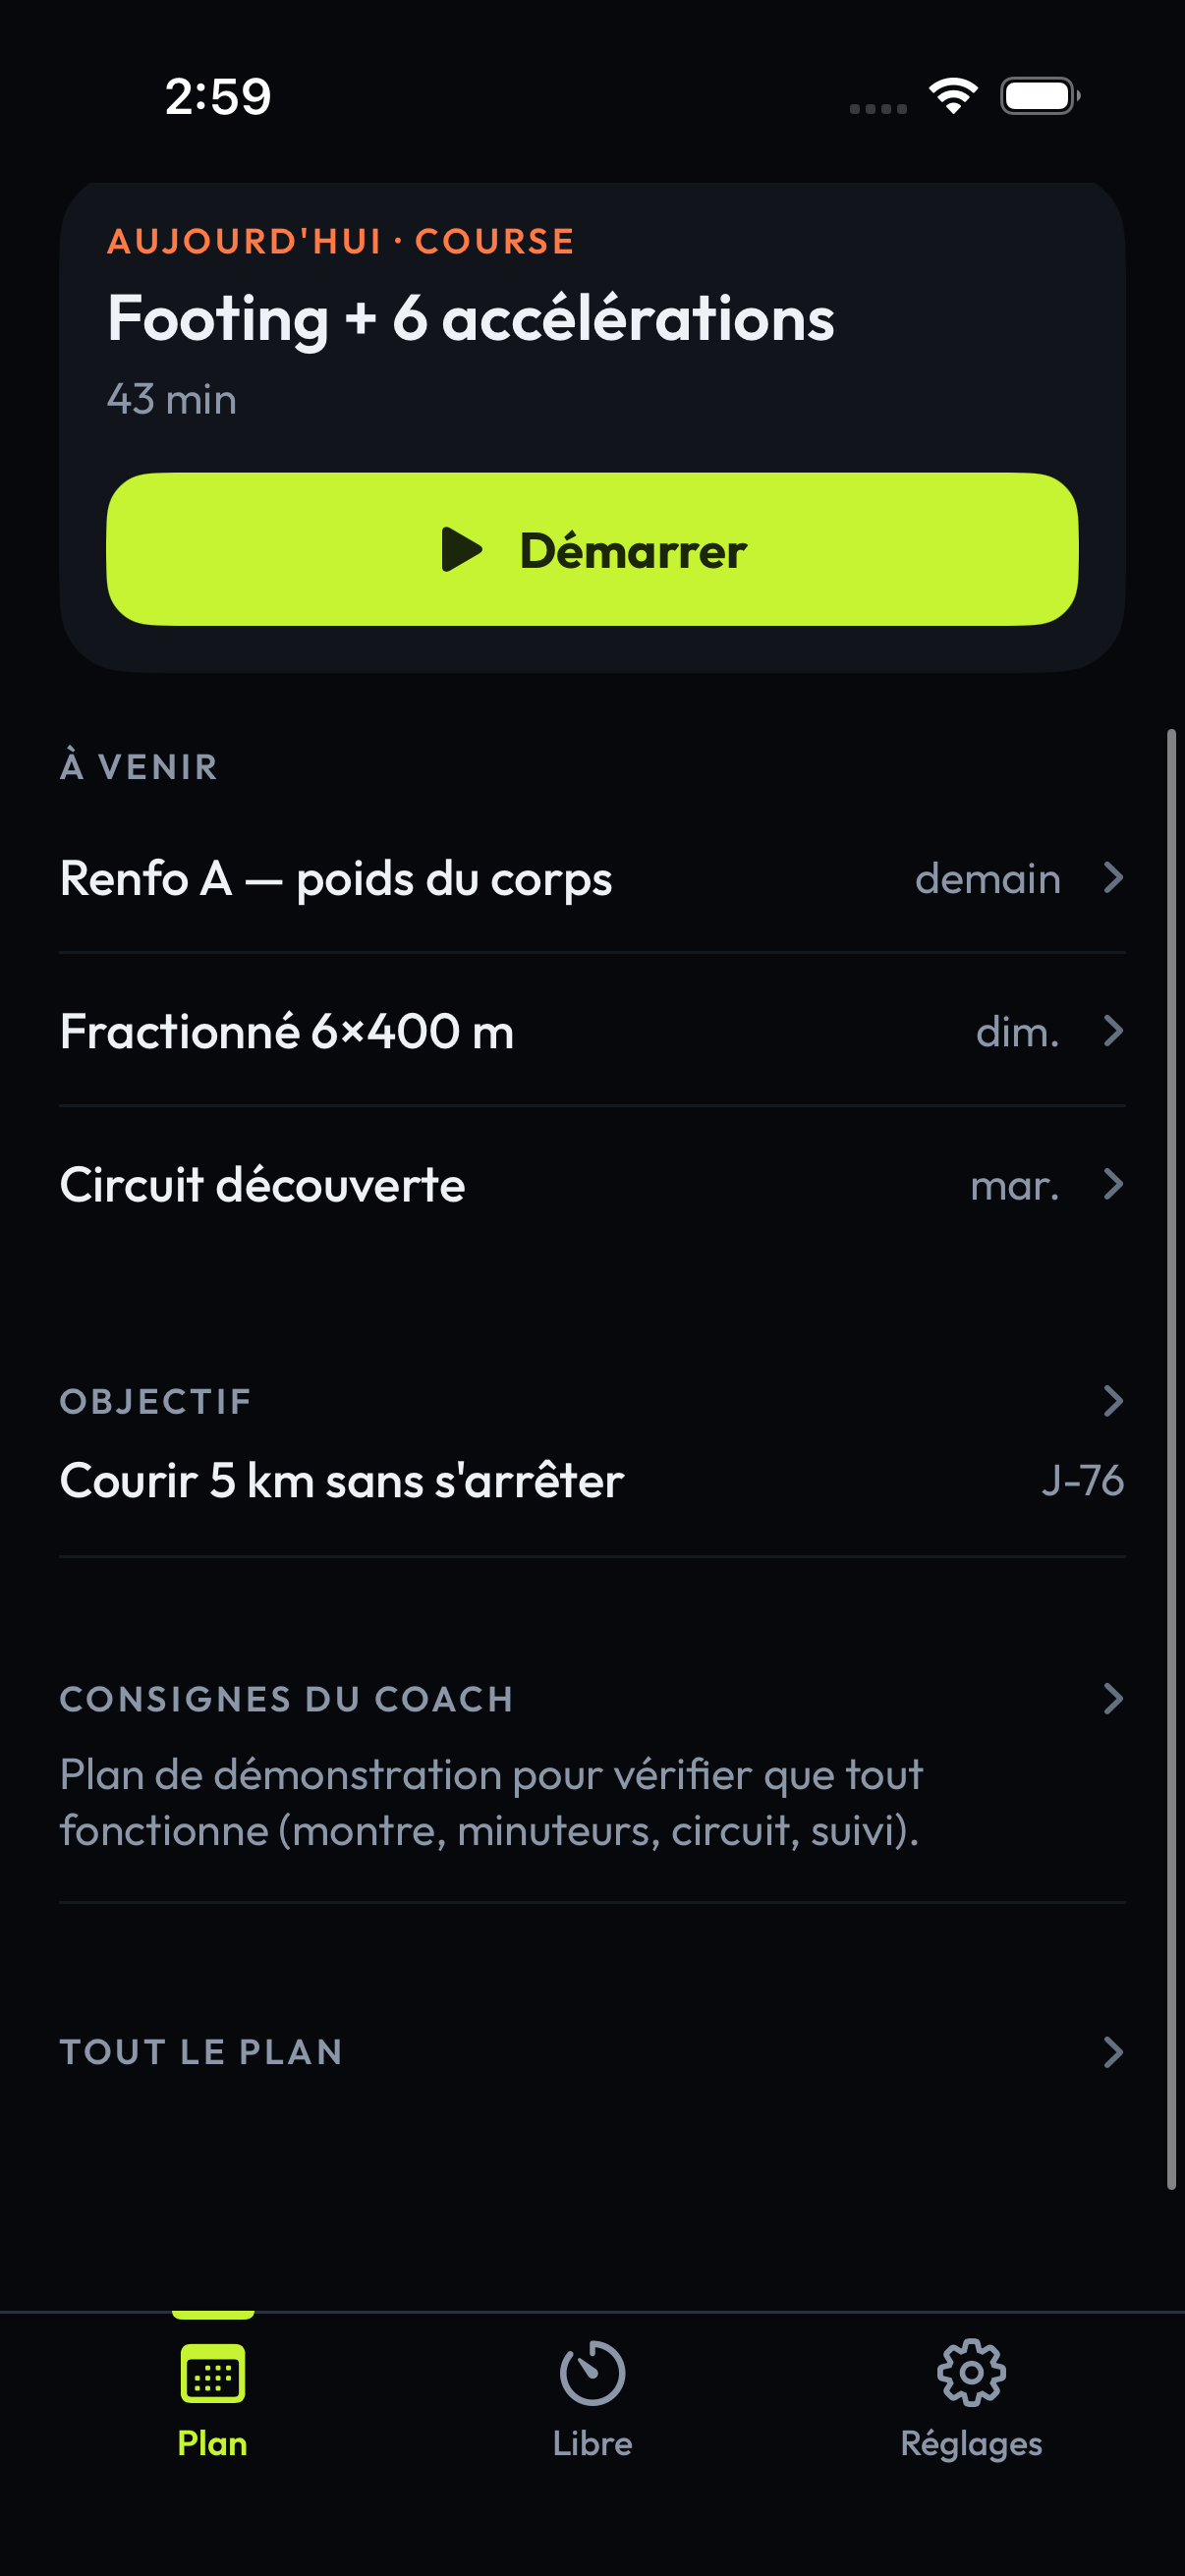 2:59
AUJOURD'HUI · COURSE
Footing + 6 accélérations
43 min
Démarrer
À VENIR
Renfo A — poids du corps demain
Fractionné 6×400 m dim.
Circuit découverte mar.
OBJECTIF
Courir 5 km sans s'arrêter J-76
CONSIGNES DU COACH
Plan de démonstration pour vérifier que tout
fonctionne (montre, minuteurs, circuit, suivi).
TOUT LE PLAN
Plan Libre Réglages